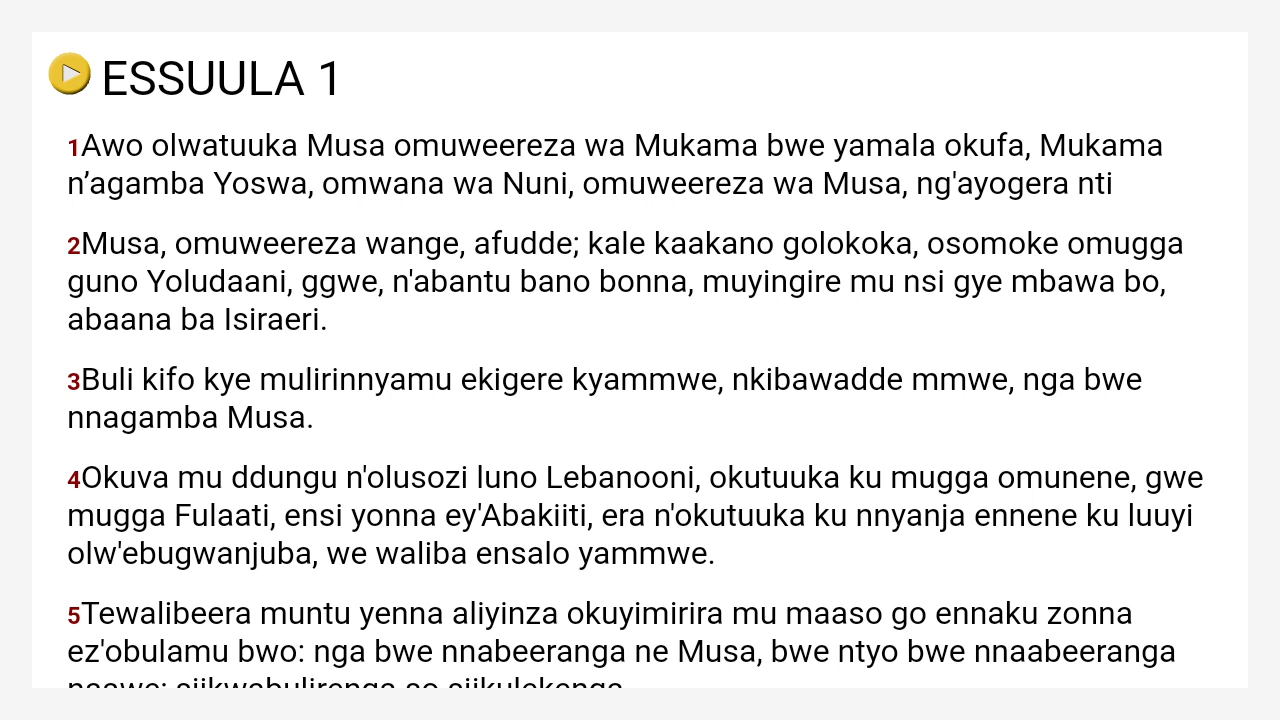 ESSUULA 1
1Awo olwatuuka Musa omuweereza wa Mukama bwe yamala okufa, Mukama
n’agamba Yoswa, omwana wa Nuni, omuweereza wa Musa, ng'ayogera nti
2Musa, omuweereza wange, afudde; kale kaakano golokoka, osomoke omugga
guno Yoludaani, ggwe, n'abantu bano bonna, muyingire mu nsi gye mbawa bo,
abaana ba Isiraeri.
3Buli kifo kye mulirinnyamu ekigere kyammwe, nkibawadde mmwe, nga bwe
nnagamba Musa.
4Okuva mu ddungu n'olusozi luno Lebanooni, okutuuka ku mugga omunene, gwe
mugga Fulaati, ensi yonna ey'Abakiiti, era n'okutuuka ku nnyanja ennene ku luuyi
olw'ebugwanjuba, we waliba ensalo yammwe.
5Tewalibeera muntu yenna aliyinza okuyimirira mu maaso go ennaku zonna
ez'obulamu bwo: nga bwe nnabeeranga ne Musa, bwe ntyo bwe nnaabeeranga